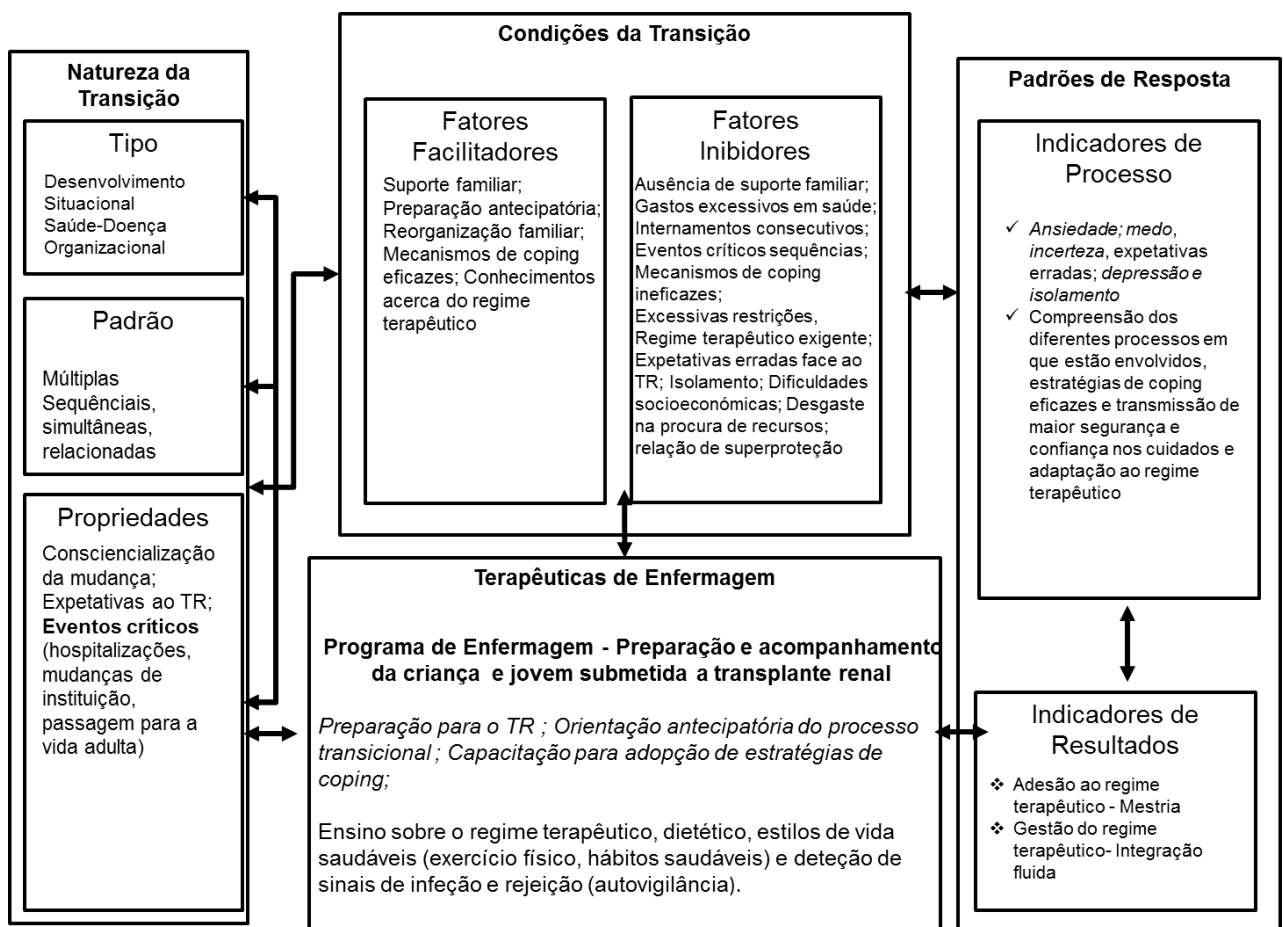 Natureza da
Transição
Tipo
Desenvolvimento
Situacional
Saúde-Doença
Organizacional
Padrão
Múltiplas
Sequênciais,
simultâneas,
relacionadas
Propriedades
Consciencialização
da mudança;
Expetativas ao TR;
Eventos críticos
(hospitalizações,
mudanças de
instituição,
passagem para a
vida adulta)
Condições da Transição
Fatores
Facilitadores
Suporte familiar;
Preparação antecipatória;
Reorganização familiar;
Mecanismos de coping
eficazes; Conhecimentos
acerca do regime
terapêutico
Fatores
Inibidores
Ausência de suporte familiar;
Gastos excessivos em saúde;
Internamentos consecutivos;
Eventos críticos sequências;
Mecanismos de coping
ineficazes;
Excessivas restrições,
Regime terapêutico exigente;
Expetativas erradas face ao
TR; Isolamento; Dificuldades
socioeconómicas; Desgaste
na procura de recursos;
relação de superproteção
Terapêuticas de Enfermagem
Programa de Enfermagem - Preparação e acompanhamento
da criança e jovem submetida a transplante renal
Preparação para o TR ; Orientação antecipatória do processo
transicional ; Capacitação para adopção de estratégias de
coping;
Ensino sobre o regime terapêutico, dietético, estilos de vida
saudáveis (exercício físico, hábitos saudáveis) e deteção de
sinais de infeção e rejeição (autovigilância).
Padrões de Resposta
Indicadores de
Processo
✓ Ansiedade; medo,
incerteza, expetativas
erradas; depressão e
isolamento
✓ Compreensão dos
diferentes processos em
que estão envolvidos,
estratégias de coping
eficazes e transmissão de
maior segurança e
confiança nos cuidados e
adaptação ao regime
terapêutico
Indicadores de
Resultados
❖ Adesão ao regime
terapêutico - Mestria
❖ Gestão do regime
terapêutico- Integração
fluida